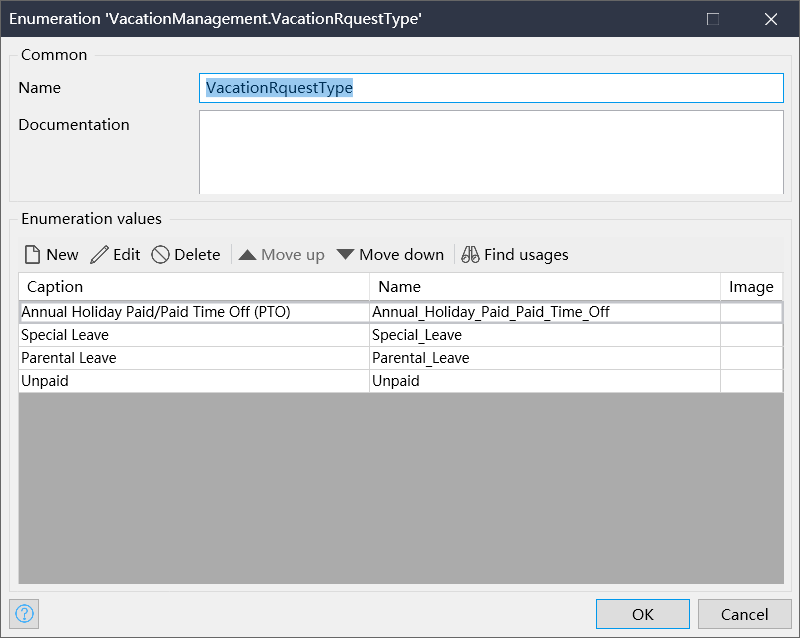 Enumeration 'VacationManagement.VacationRquestType'
Common
Name VacationRquestType
Documentation
Enumeration values
New Edit Delete Move up Move down Find usages
Caption Name Image
Annual Holiday Paid/Paid Time Off (PTO) Annual_Holiday_Paid_Paid_Time_Off
Special Leave Special_Leave
Parental Leave Parental_Leave
Unpaid Unpaid
? OK Cancel